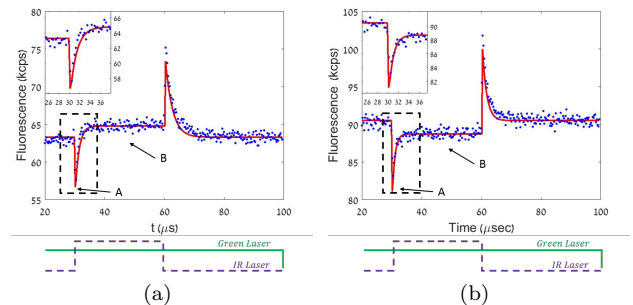 80
75
70
65
60
55
Fluorescence (kcps)
66
64
62
60
58
26 28 30 32 34 36
B
A
20 40 60 80 100
t (μs)
Green Laser
IR Laser
(a)
105
100
95
90
85
80
Fluorescence (kcps)
90
88
86
84
82
26 28 30 32 34 36
B
A
20 40 60 80 100
Time (μsec)
Green Laser
IR Laser
(b)